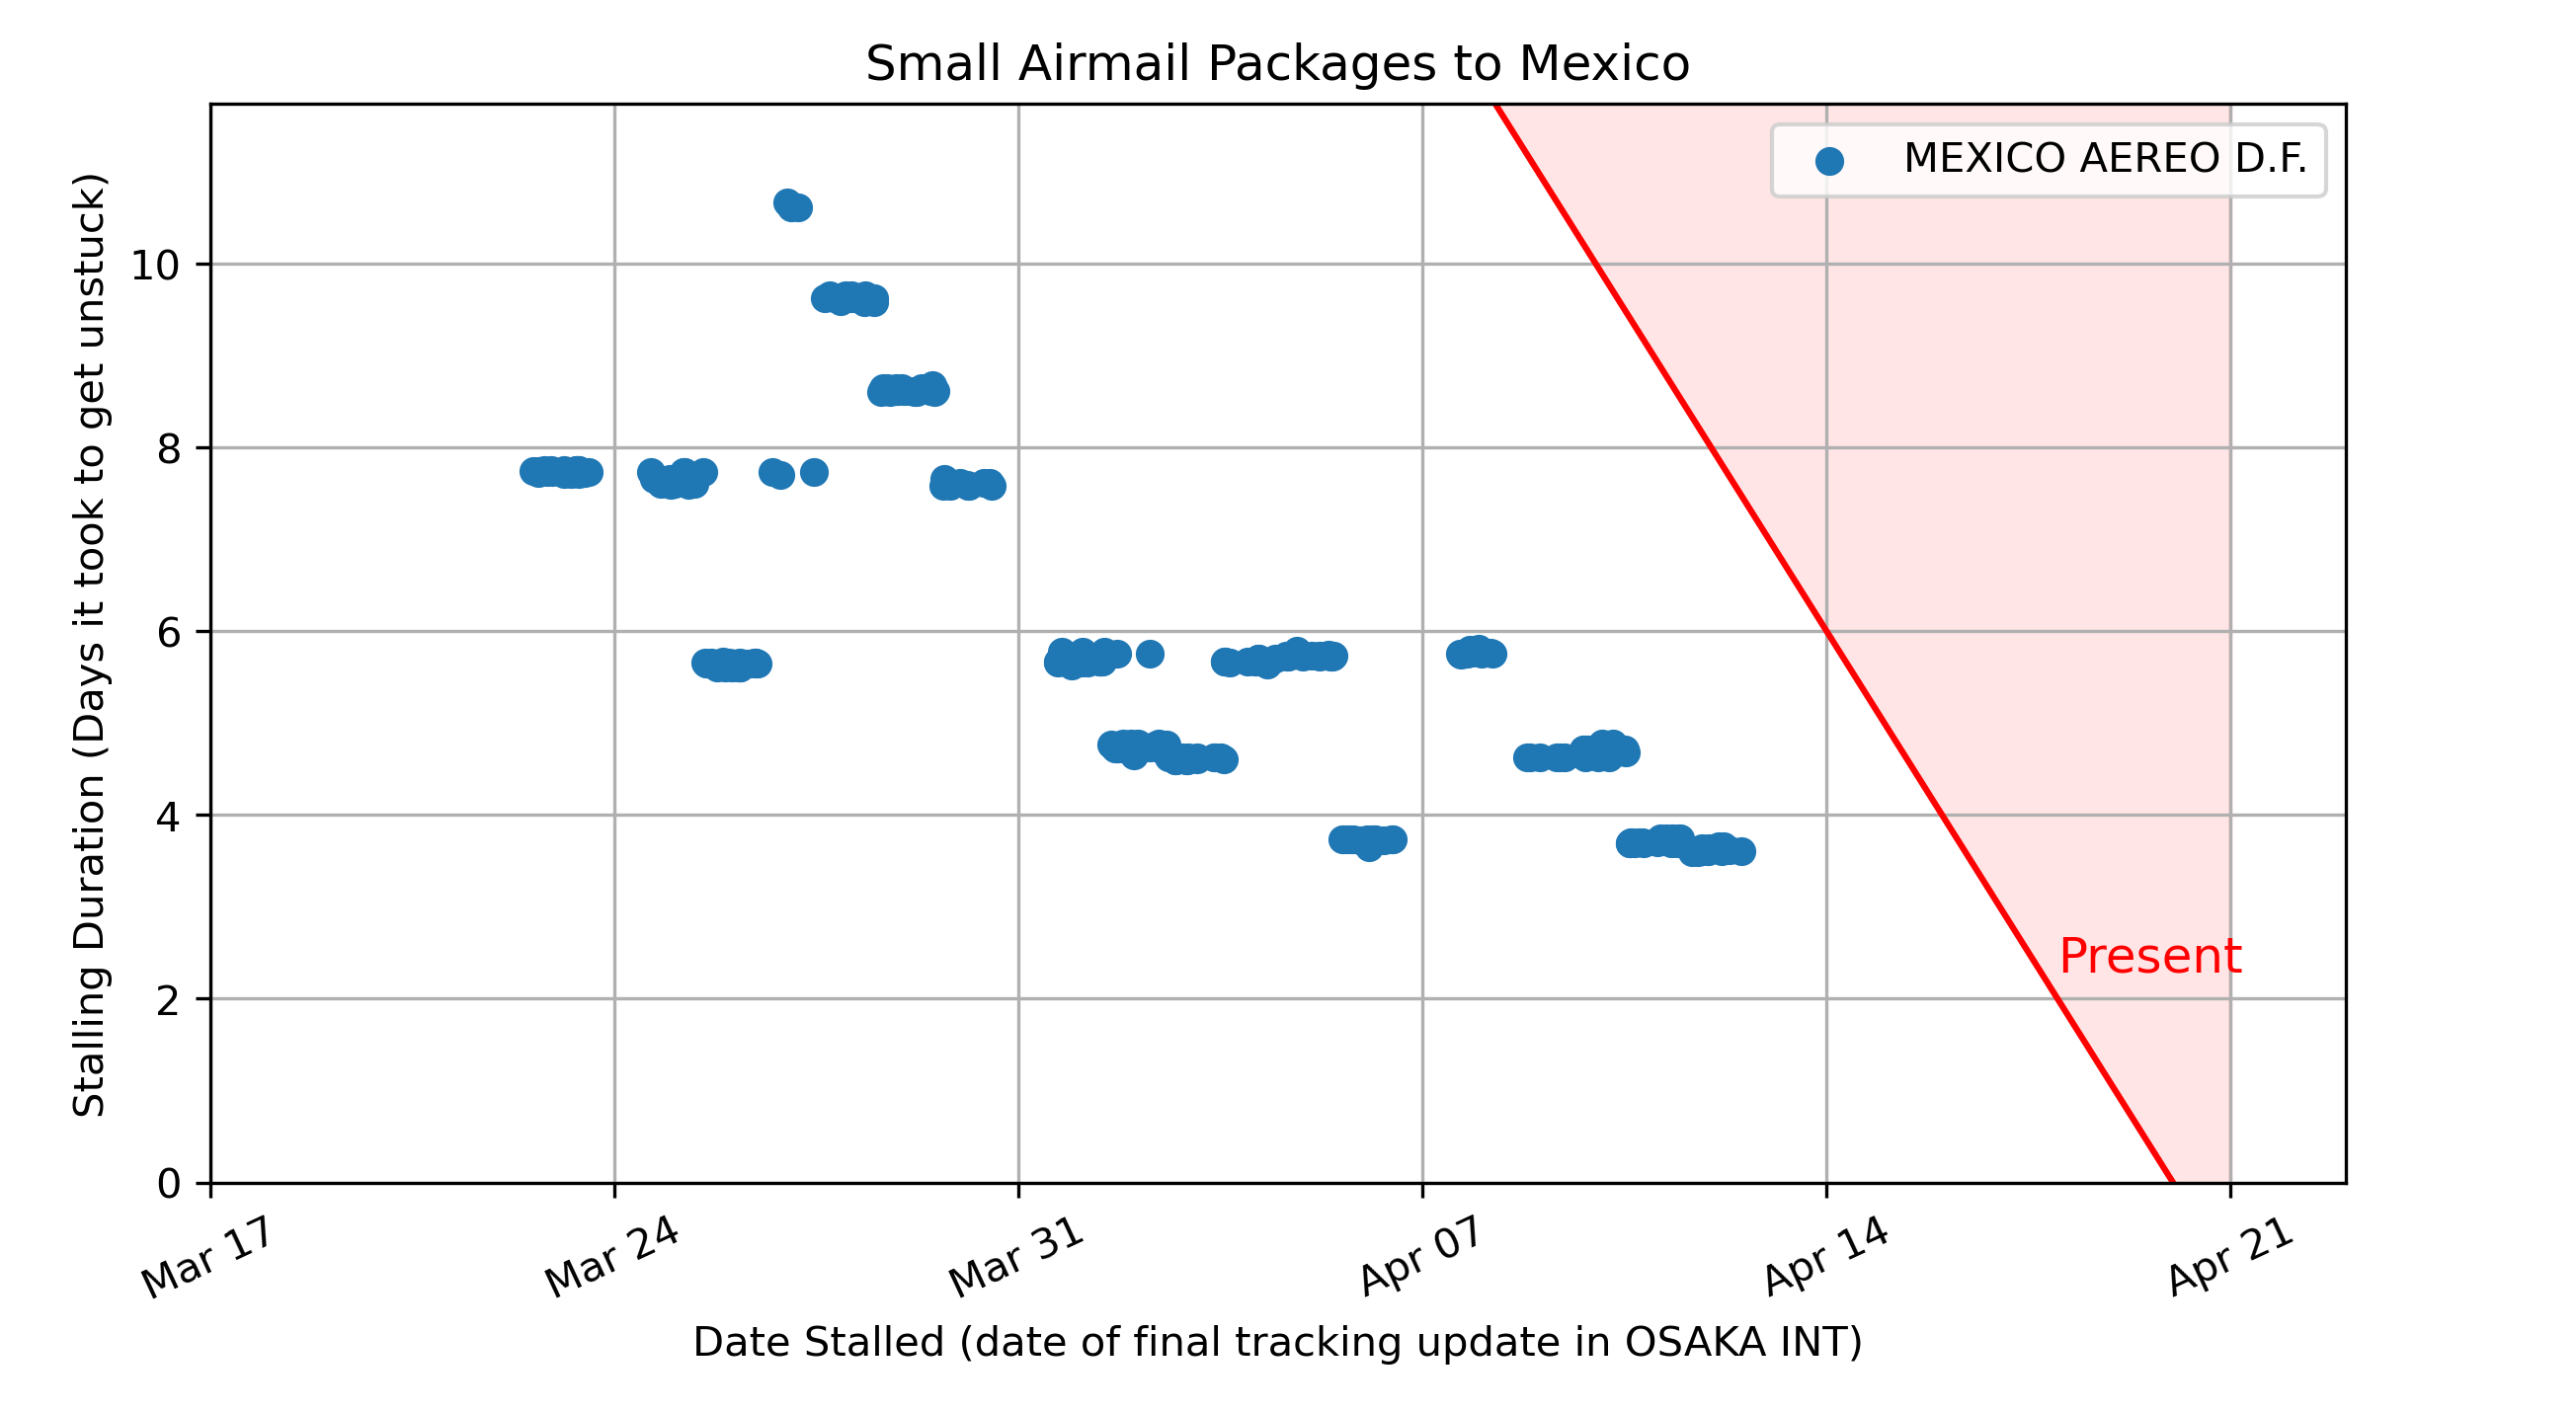 Small Airmail Packages to Mexico
MEXICO AEREO D.F.
Stalling Duration (Days it took to get unstuck)
10
8
6
4
2
0
Present
Mar 17
Mar 24
Mar 31
Apr 07
Apr 14
Apr 21
Date Stalled (date of final tracking update in OSAKA INT)